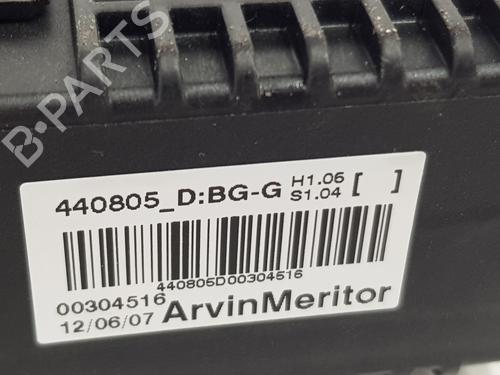 B-PARTS
440805_D:BG-G H1.06 [ ]
S1.04
440805D00304516
00304516
12/06/07 ArvinMeritor